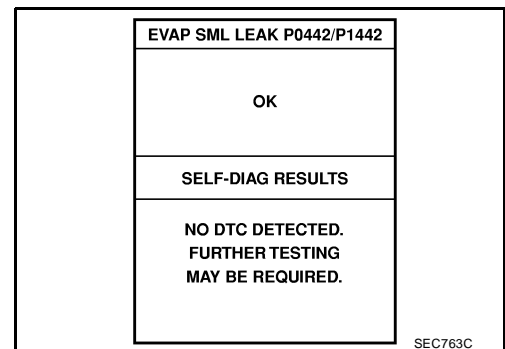 EVAP SML LEAK P0442/P1442
OK
SELF-DIAG RESULTS
NO DTC DETECTED.
FURTHER TESTING
MAY BE REQUIRED.
SEC763C